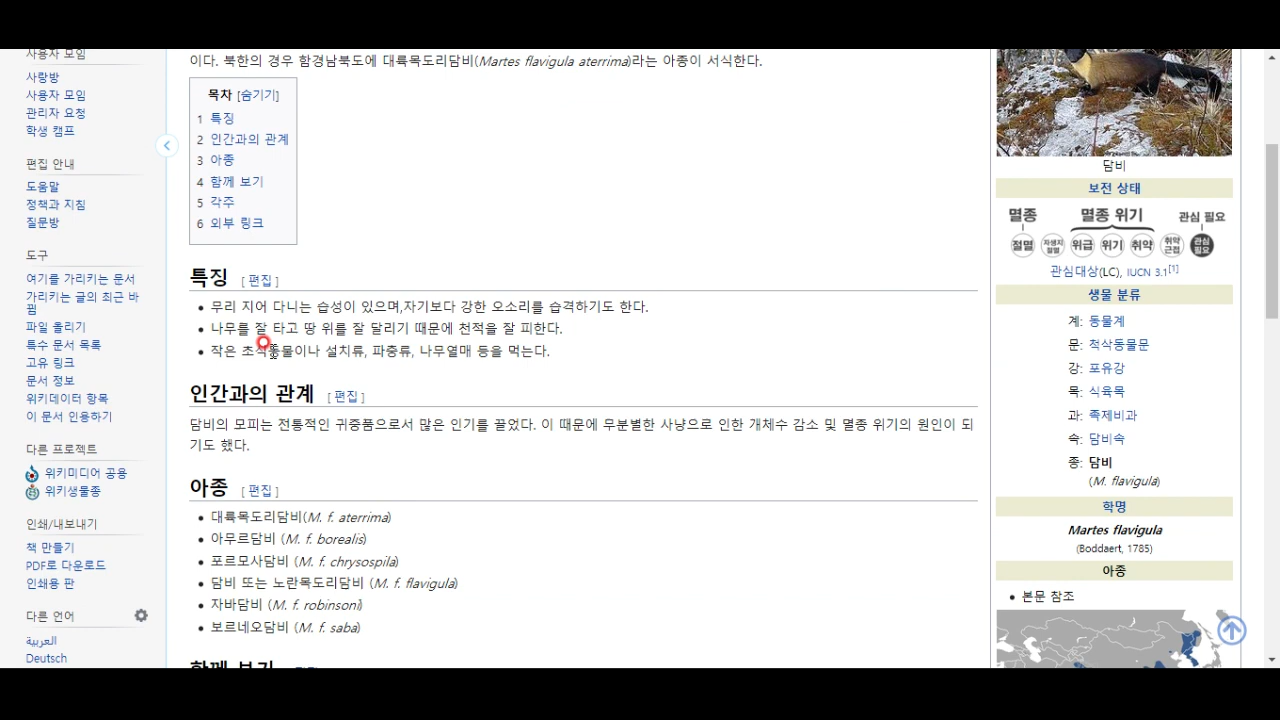 사용자 모임
사랑방
사용자 모임
관리자 요청
학생 캠프
편집 안내
도움말
정책과 지침
질문방
도구
여기를 가리키는 문서
가리키는 글의 최근 바
뀜
파일 올리기
특수 문서 목록
고유 링크
문서 정보
위키데이터 항목
이 문서 인용하기
다른 프로젝트
위키미디어 공용
위키생물종
인쇄/내보내기
책 만들기
PDF로 다운로드
인쇄용 판
다른 언어
العربية
Deutsch
이다. 북한의 경우 함경남북도에 대륙목도리담비(Martes flavigula aterrima)라는 아종이 서식한다.
목차 [숨기기]
1 특징
2 인간과의 관계
3 아종
4 함께 보기
5 각주
6 외부 링크
특징 [편집]
• 무리 지어 다니는 습성이 있으며,자기보다 강한 오소리를 습격하기도 한다.
• 나무를 잘 타고 땅 위를 잘 달리기 때문에 천적을 잘 피한다.
• 작은 초식동물이나 설치류, 파충류, 나무열매 등을 먹는다.
인간과의 관계 [편집]
담비의 모피는 전통적인 귀중품으로서 많은 인기를 끌었다. 이 때문에 무분별한 사냥으로 인한 개체수 감소 및 멸종 위기의 원인이 되
기도 했다.
아종 [편집]
• 대륙목도리담비(M. f. aterrima)
• 아무르담비 (M. f. borealis)
• 포르모사담비 (M. f. chrysospila)
• 담비 또는 노란목도리담비 (M. f. flavigula)
• 자바담비 (M. f. robinsoni)
• 보르네오담비 (M. f. saba)
함께 보기
담비
보전 상태
멸종 멸종 위기 관심 필요
절멸 자생지 절멸 위급 위기 취약 취약 근접 관심 필요
관심대상(LC), IUCN 3.1[1]
생물 분류
계: 동물계
문: 척삭동물문
강: 포유강
목: 식육목
과: 족제비과
속: 담비속
종: 담비
(M. flavigula)
학명
Martes flavigula
(Boddaert, 1785)
아종
• 본문 참조